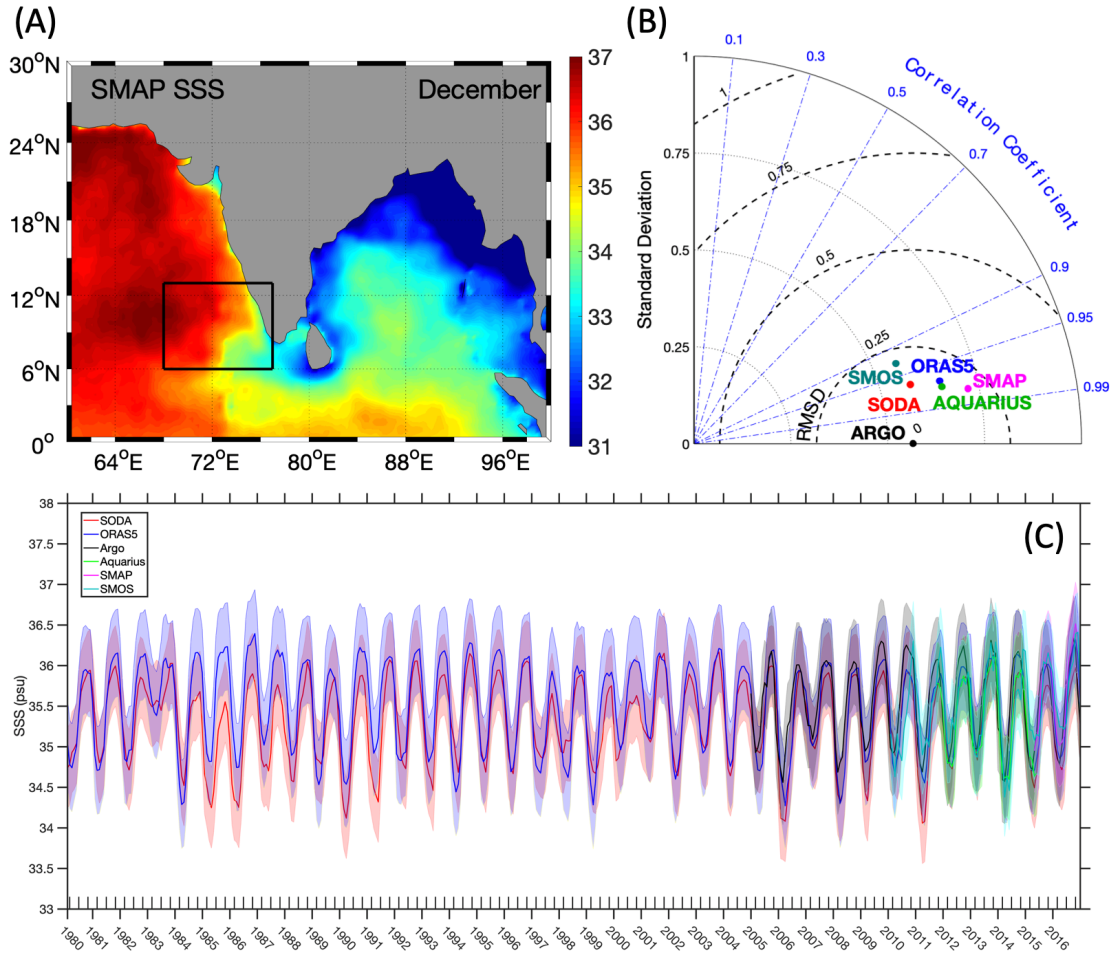 (A)
SMAP SSS December
30°N
24°N
18°N
12°N
6°N
0°
64°E 72°E 80°E 88°E 96°E
37
36
35
34
33
32
31
(B)
Correlation Coefficient
0.1
0.3
0.5
0.7
0.9
0.95
0.99
Standard Deviation
1
0.75
0.5
0.25
0
1
0.75
0.5
0.25
0
RMSD
SMOS
ORAS5
SODA
SMAP
AQUARIUS
ARGO
(C)
SODA
ORAS5
Argo
Aquarius
SMAP
SMOS
SSS (psu)
38
37.5
37
36.5
36
35.5
35
34.5
34
33.5
33
1980 1981 1982 1983 1984 1985 1986 1987 1988 1989 1990 1991 1992 1993 1994 1995 1996 1997 1998 1999 2000 2001 2002 2003 2004 2005 2006 2007 2008 2009 2010 2011 2012 2013 2014 2015 2016